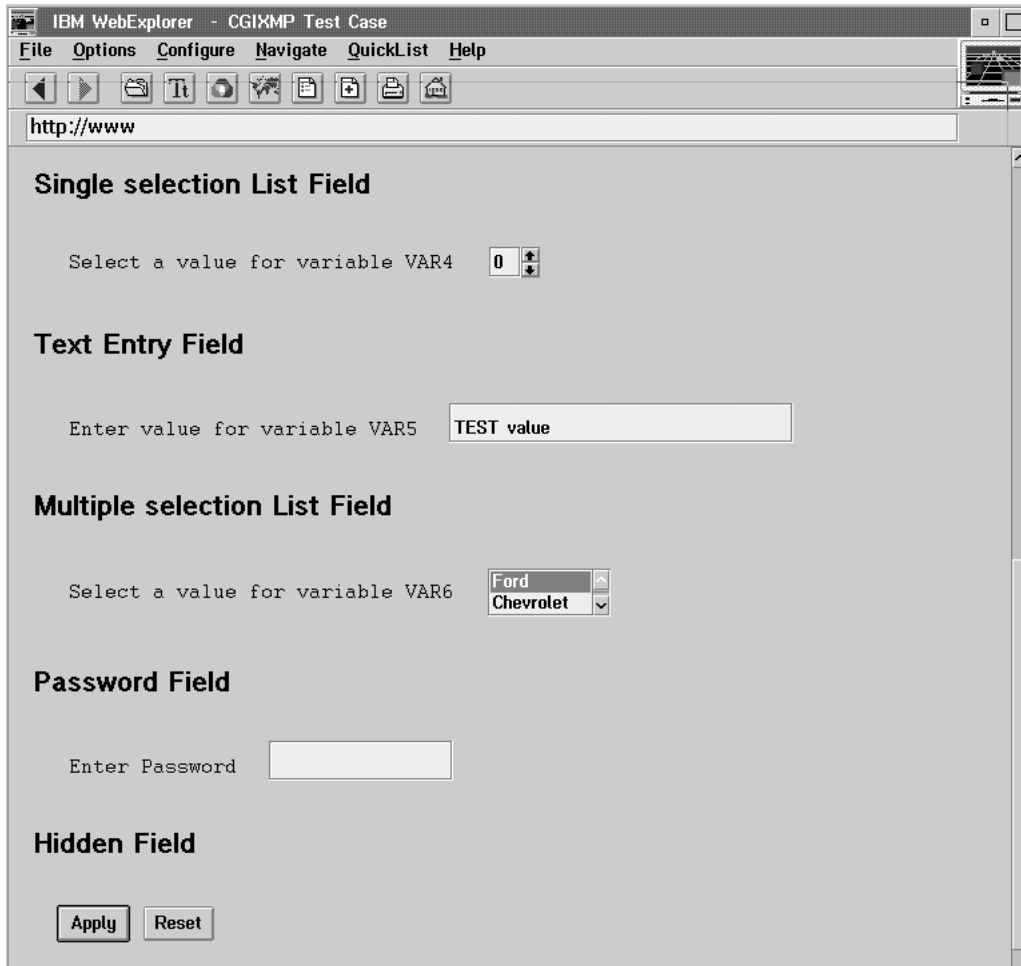 IBM WebExplorer - CGIXMP Test Case
File Options Configure Navigate QuickList Help
Tt
http://www
Single selection List Field
Select a value for variable VAR4 0
Text Entry Field
Enter value for variable VAR5 TEST value
Multiple selection List Field
Select a value for variable VAR6 Ford
Chevrolet
Password Field
Enter Password
Hidden Field
Apply Reset